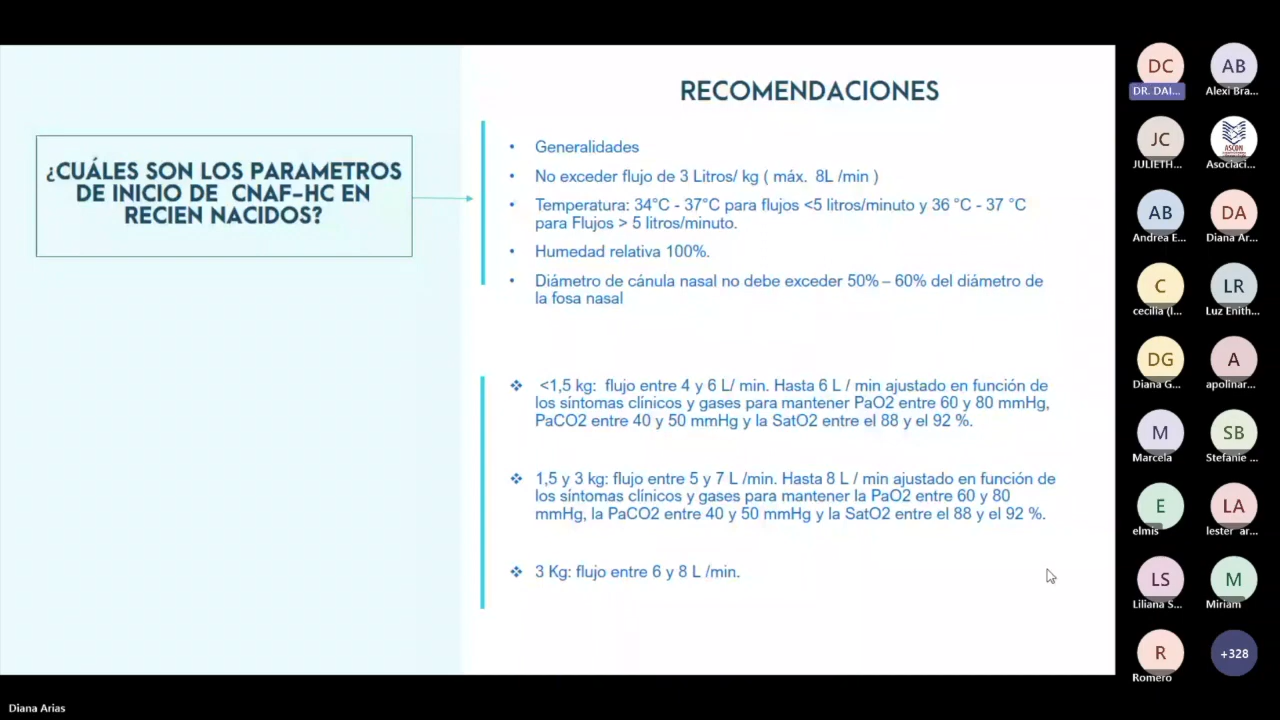 RECOMENDACIONES
¿CUÁLES SON LOS PARAMETROS
DE INICIO DE CNAF-HC EN
RECIEN NACIDOS?
• Generalidades
• No exceder flujo de 3 Litros/ kg ( máx. 8L /min )
• Temperatura: 34°C - 37°C para flujos <5 litros/minuto y 36 °C - 37 °C
para Flujos > 5 litros/minuto.
• Humedad relativa 100%.
• Diámetro de cánula nasal no debe exceder 50% – 60% del diámetro de
la fosa nasal
❖ <1,5 kg: flujo entre 4 y 6 L/ min. Hasta 6 L / min ajustado en función de
los síntomas clínicos y gases para mantener PaO2 entre 60 y 80 mmHg,
PaCO2 entre 40 y 50 mmHg y la SatO2 entre el 88 y el 92 %.
❖ 1,5 y 3 kg: flujo entre 5 y 7 L /min. Hasta 8 L / min ajustado en función de
los síntomas clínicos y gases para mantener la PaO2 entre 60 y 80
mmHg, la PaCO2 entre 40 y 50 mmHg y la SatO2 entre el 88 y el 92 %.
❖ 3 Kg: flujo entre 6 y 8 L /min.
DC AB
DR. DAI... Alexi Bra...
JC ASCON
JULIETH... Asociaci...
AB DA
Andrea E... Diana Ar...
C LR
cecilia (I... Luz Enith...
DG A
Diana G... apolinar...
M SB
Marcela Stefanie ...
E LA
elmis lester ar...
LS M
Liliana S... Miriam
R +328
Romero
Diana Arias